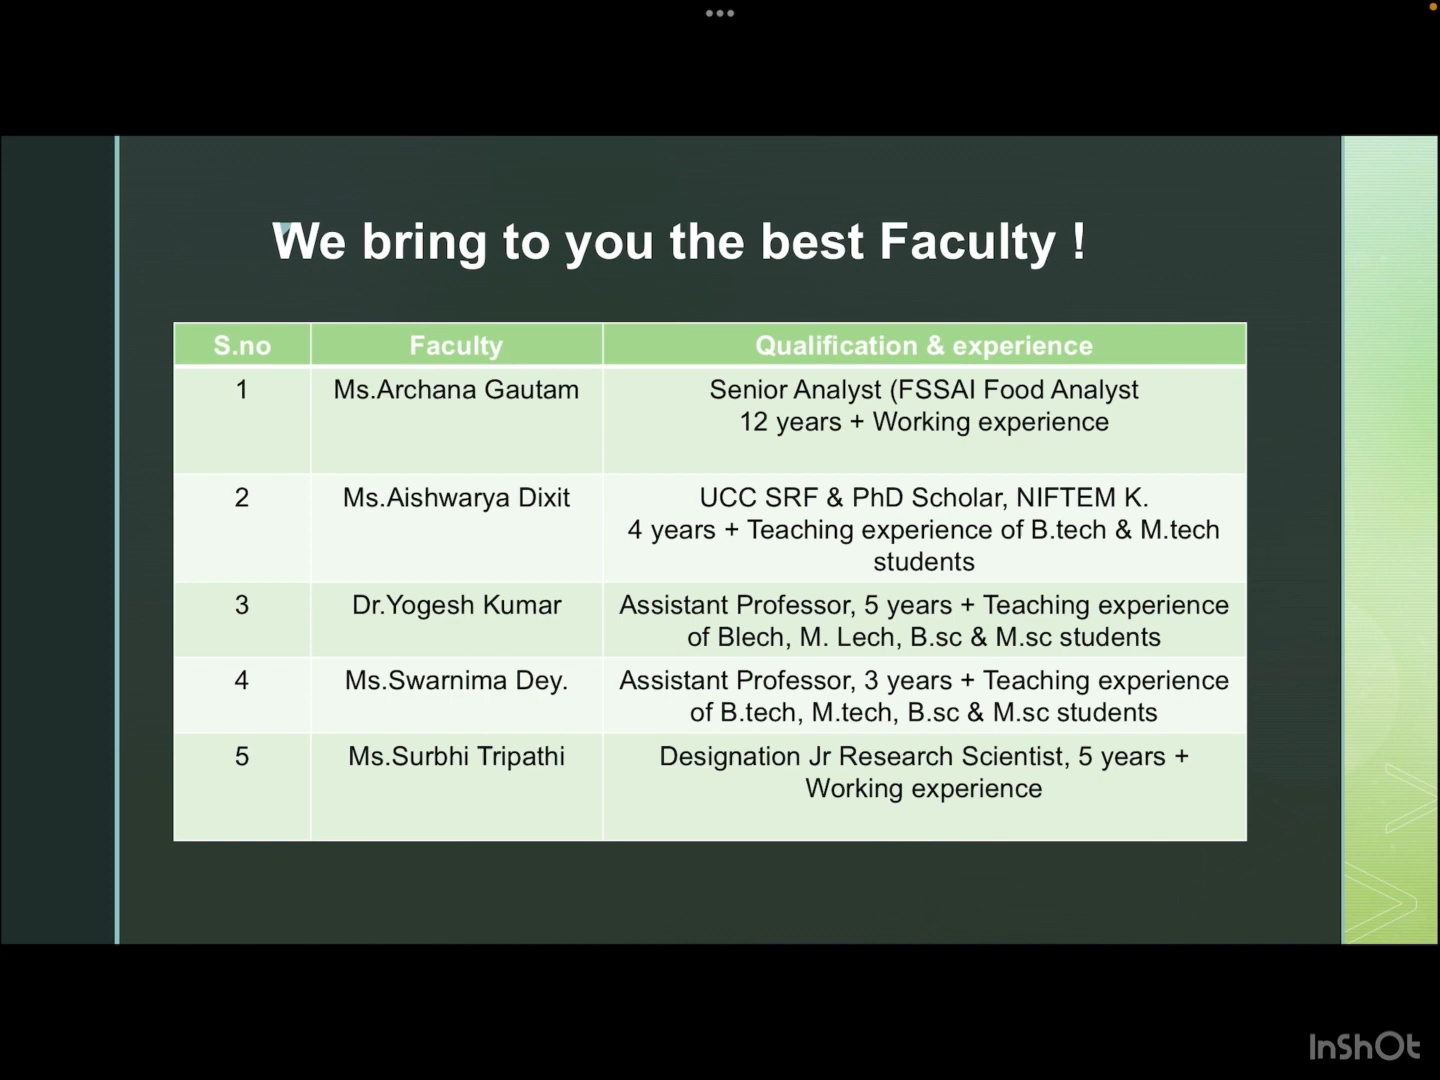 We bring to you the best Faculty !
S.no Faculty Qualification & experience
1 Ms.Archana Gautam Senior Analyst (FSSAI Food Analyst
12 years + Working experience
2 Ms.Aishwarya Dixit UCC SRF & PhD Scholar, NIFTEM K.
4 years + Teaching experience of B.tech & M.tech
students
3 Dr.Yogesh Kumar Assistant Professor, 5 years + Teaching experience
of Blech, M. Lech, B.sc & M.sc students
4 Ms.Swarnima Dey. Assistant Professor, 3 years + Teaching experience
of B.tech, M.tech, B.sc & M.sc students
5 Ms.Surbhi Tripathi Designation Jr Research Scientist, 5 years +
Working experience
InShOt